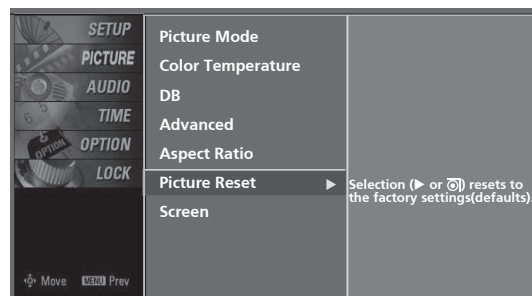 SETUP
PICTURE
AUDIO
TIME
OPTION
LOCK
Move MENU Prev
Picture Mode
Color Temperature
DB
Advanced
Aspect Ratio
Picture Reset ▶
Screen
Selection (▶ or ) resets to
the factory settings(defaults).